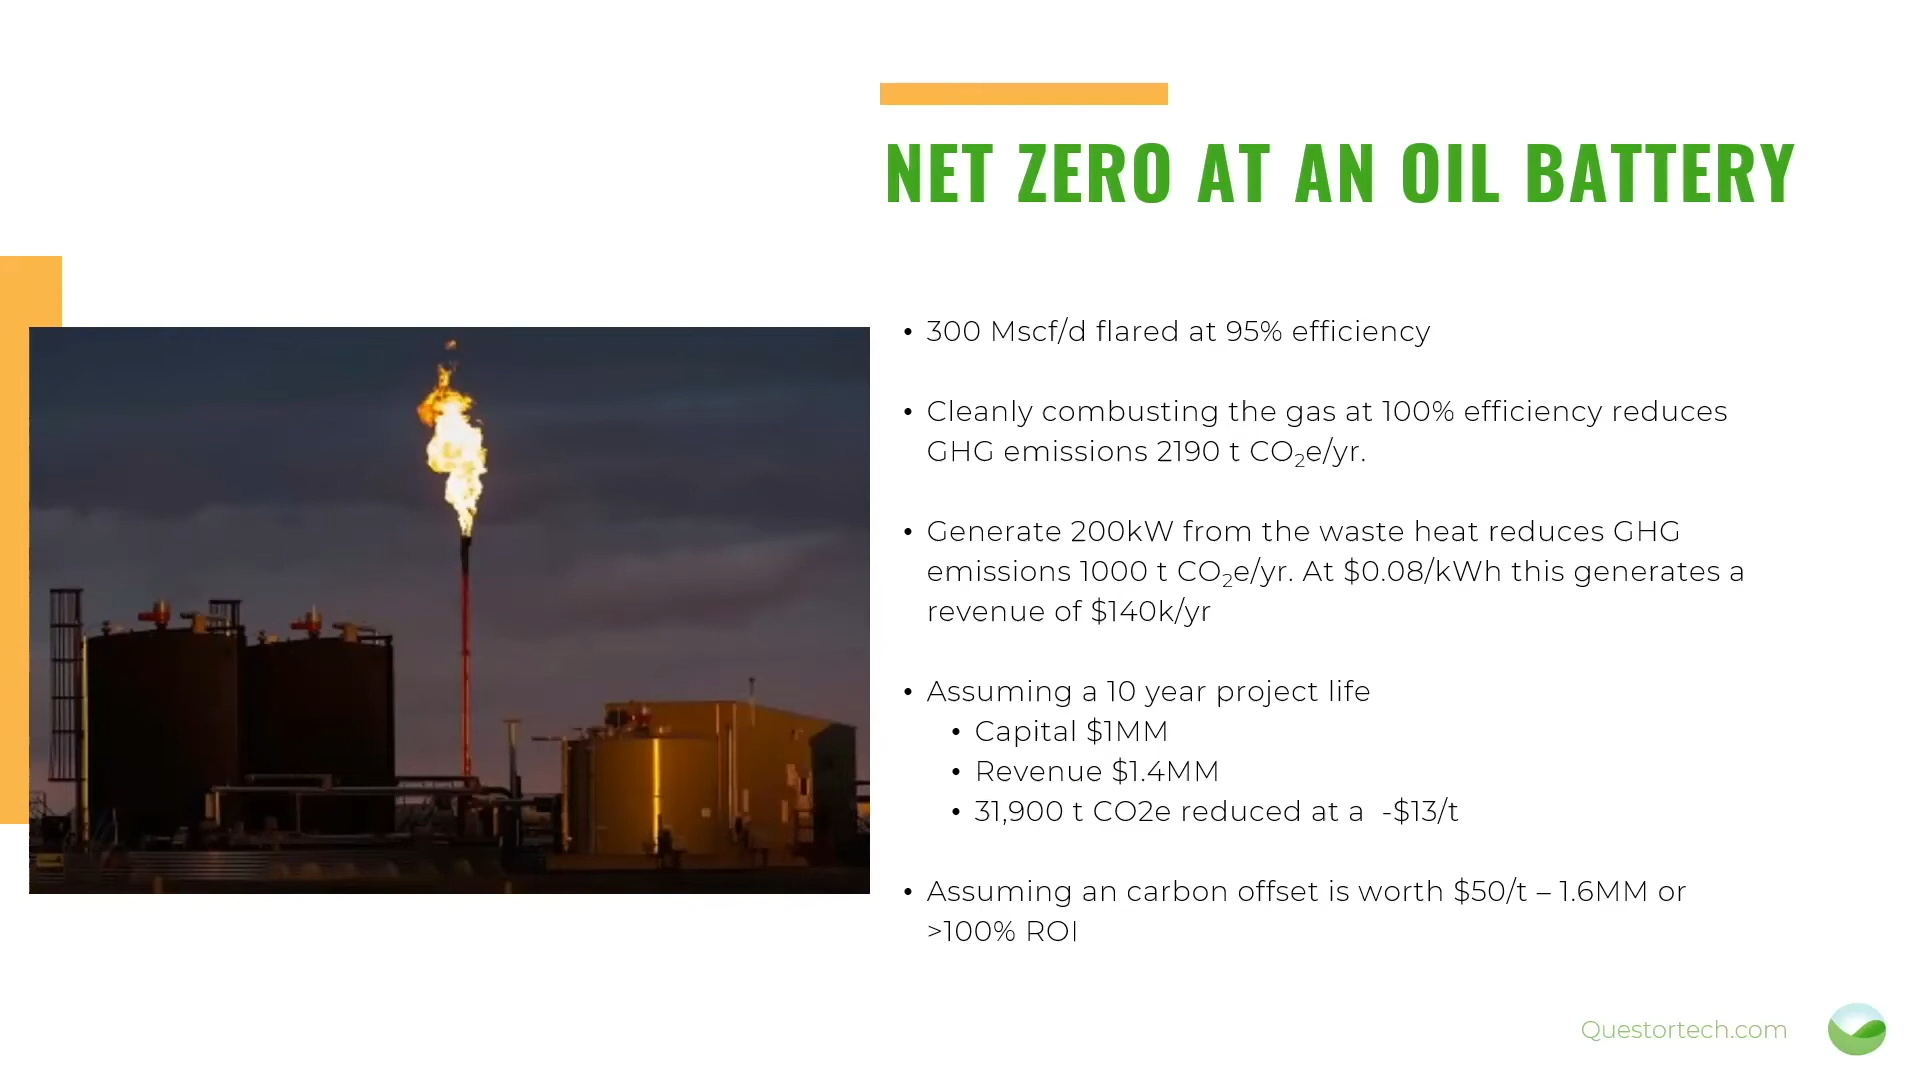 NET ZERO AT AN OIL BATTERY
• 300 Mscf/d flared at 95% efficiency
• Cleanly combusting the gas at 100% efficiency reduces
GHG emissions 2190 t CO₂e/yr.
• Generate 200kW from the waste heat reduces GHG
emissions 1000 t CO₂e/yr. At $0.08/kWh this generates a
revenue of $140k/yr
• Assuming a 10 year project life
• Capital $1MM
• Revenue $1.4MM
• 31,900 t CO2e reduced at a -$13/t
• Assuming an carbon offset is worth $50/t – 1.6MM or
>100% ROI
Questortech.com